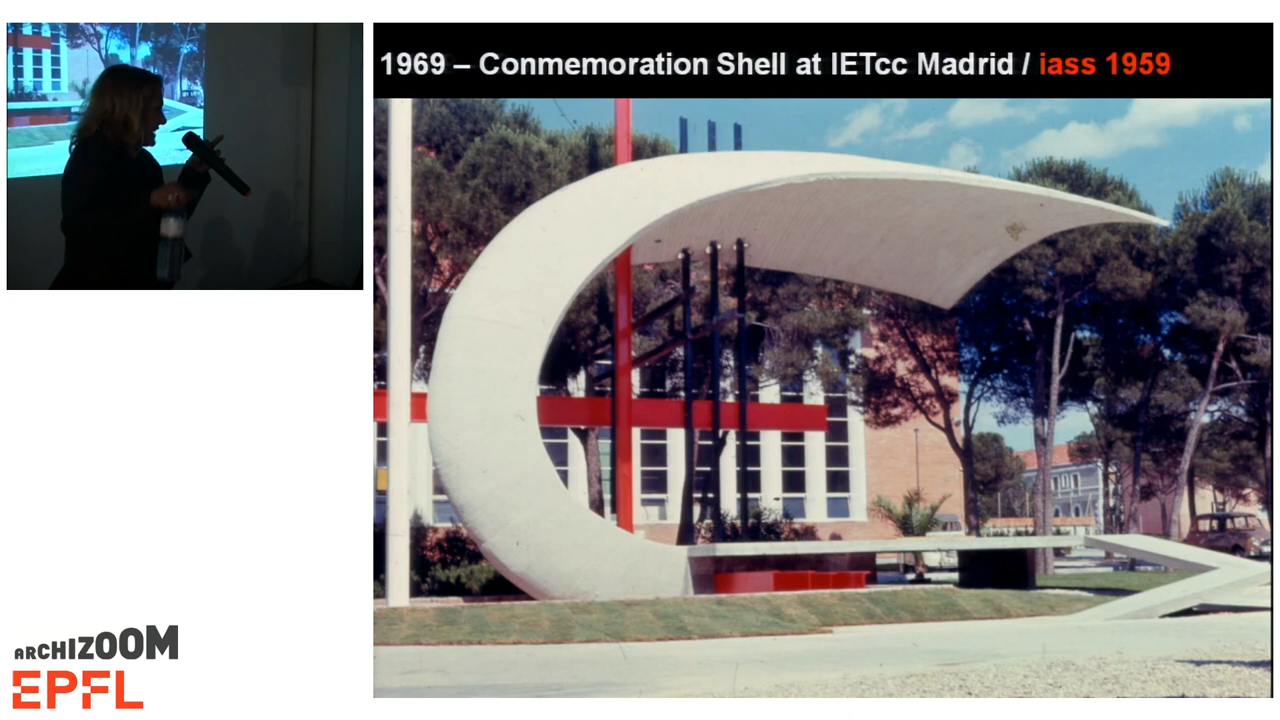 1969 – Conmemoration Shell at IETcc Madrid / iass 1959
ARCHIZOOM
EPFL